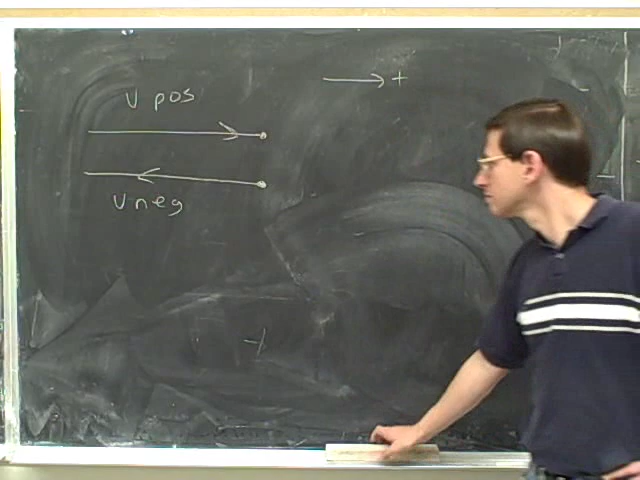 v pos
+
v neg